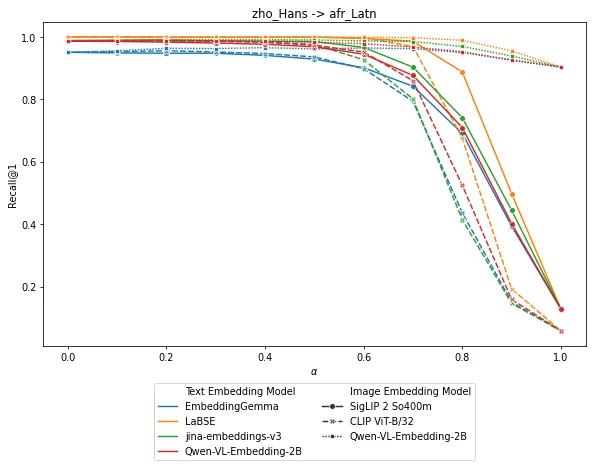 zho_Hans -> afr_Latn
Recall@1
1.0
0.8
0.6
0.4
0.2
0.0 0.2 0.4 0.6 0.8 1.0
α
Text Embedding Model
EmbeddingGemma
LaBSE
jina-embeddings-v3
Qwen-VL-Embedding-2B
Image Embedding Model
SigLIP 2 So400m
CLIP ViT-B/32
Qwen-VL-Embedding-2B